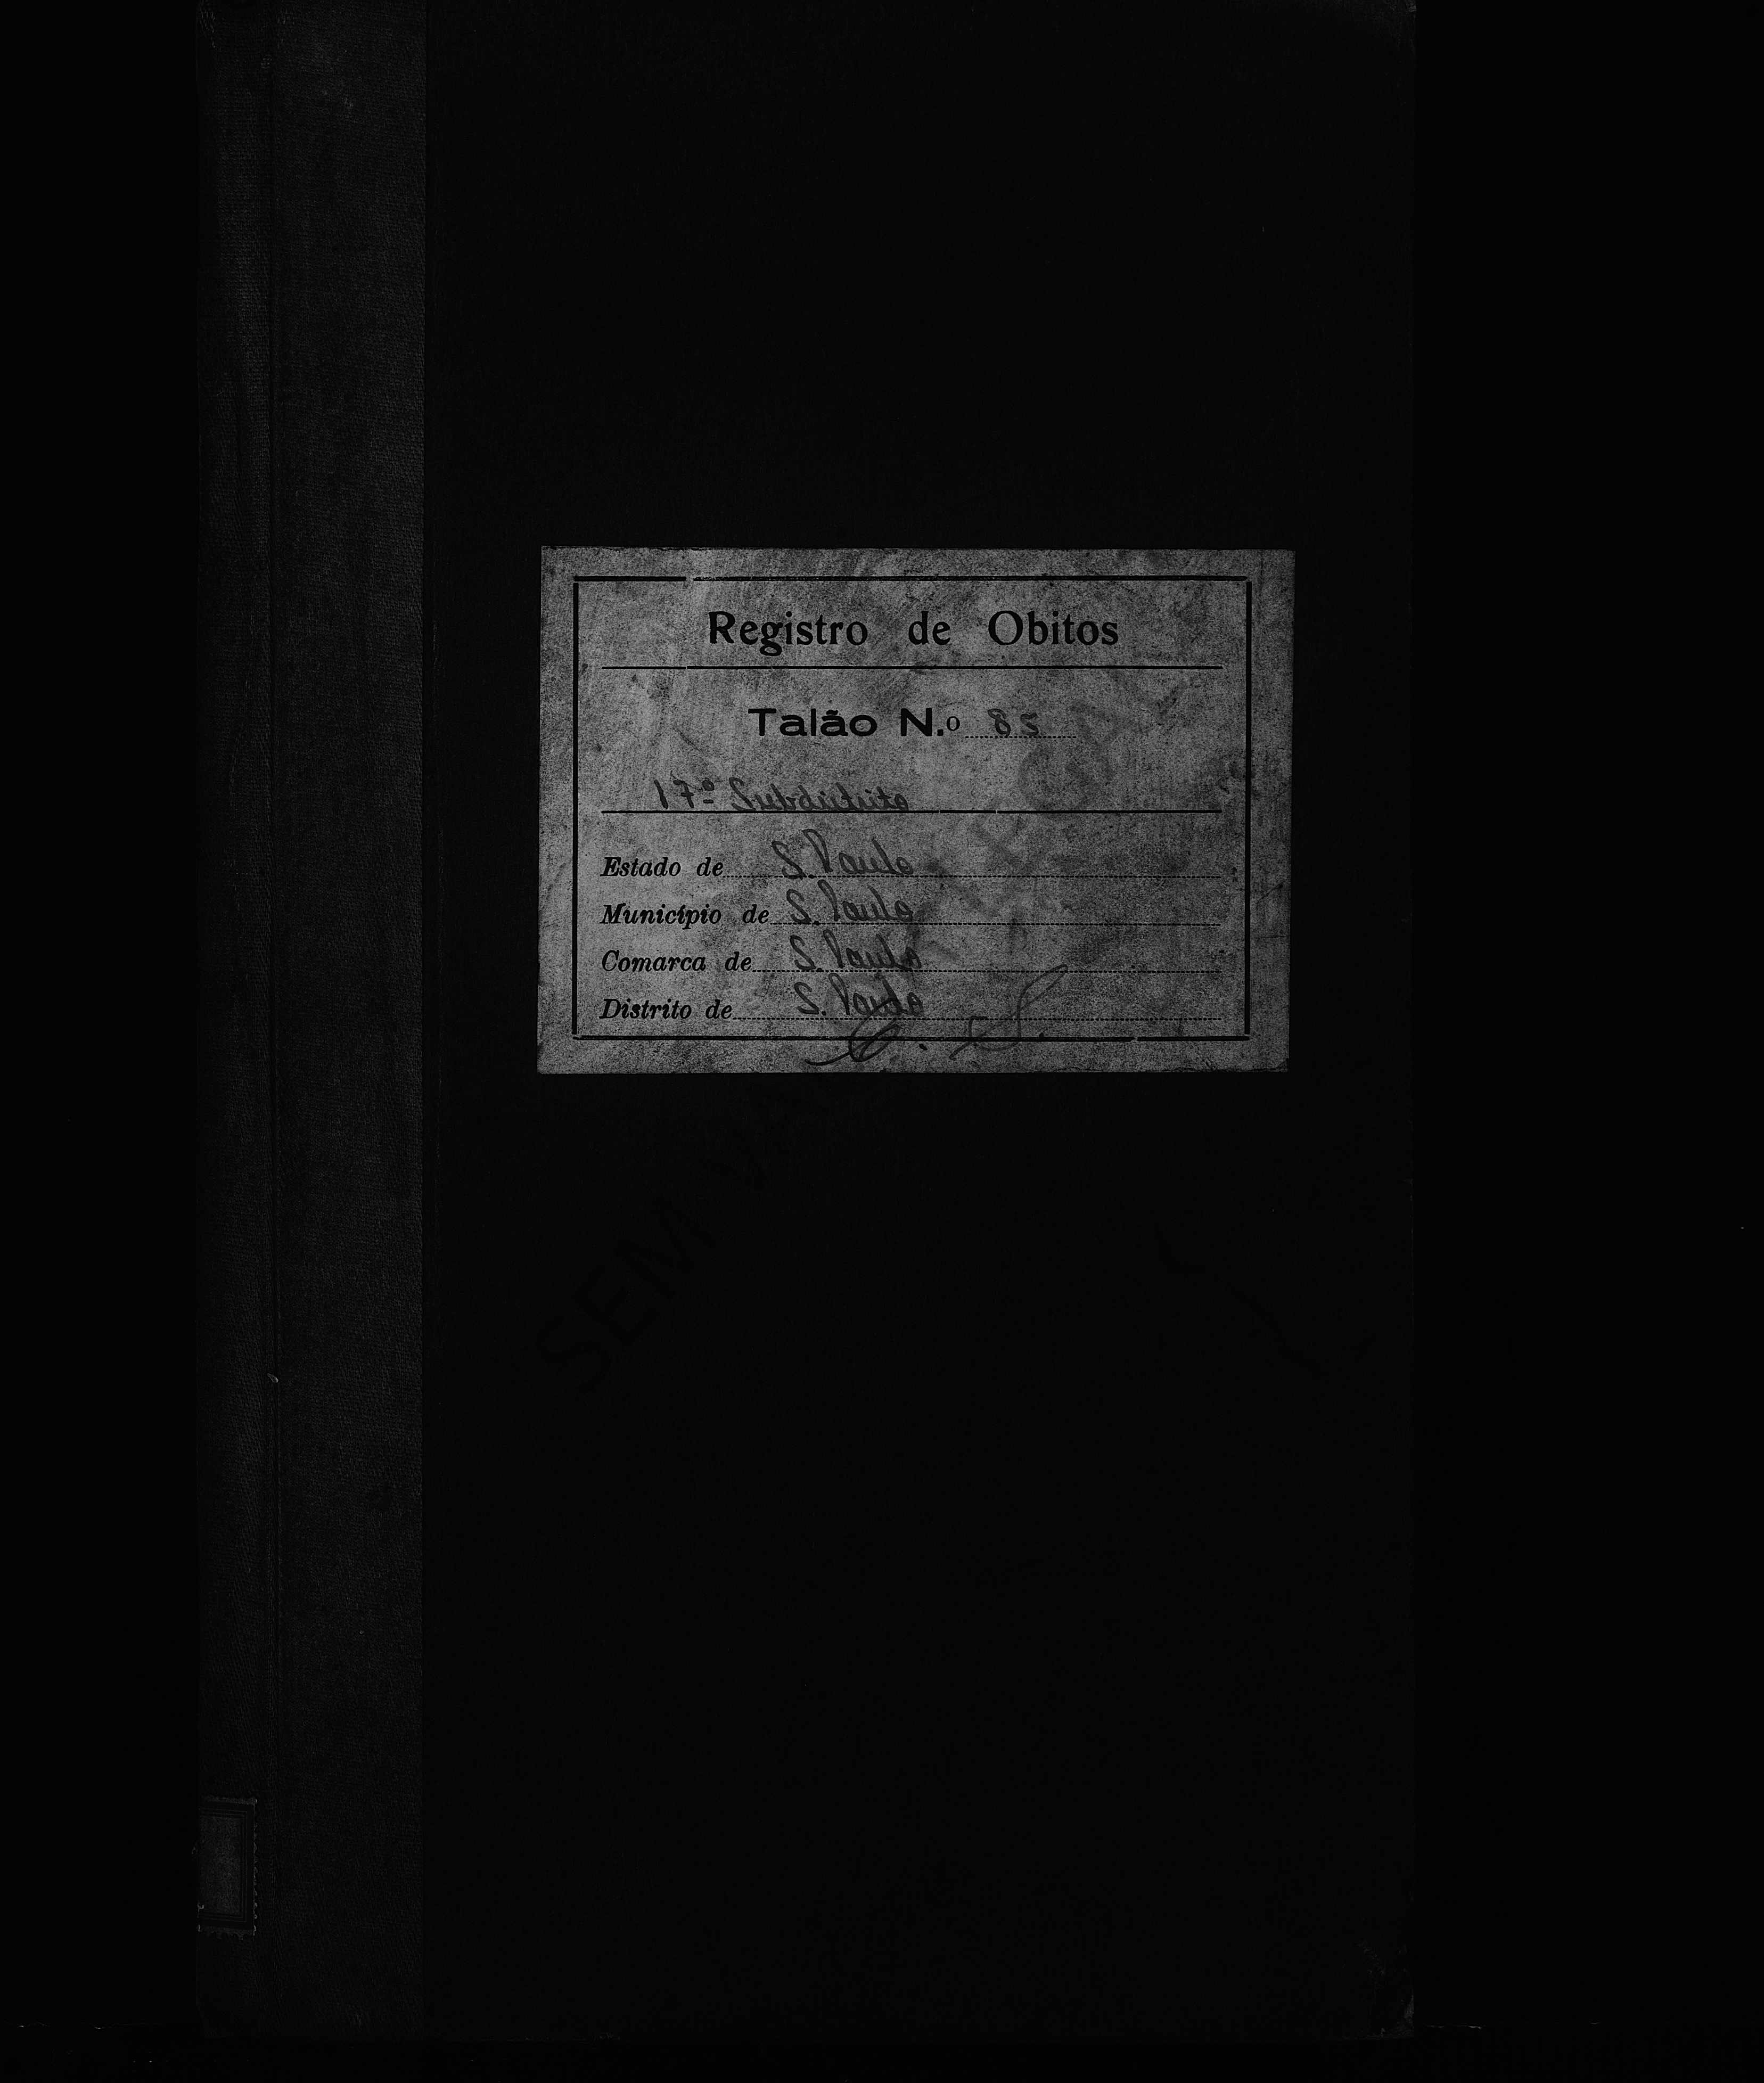 Registro de Obitos
Talão N.º 85
17º Subdistrito
Estado de S. Paulo
Município de S. Paulo
Comarca de S. Paulo
Distrito de S. Paulo
SEM